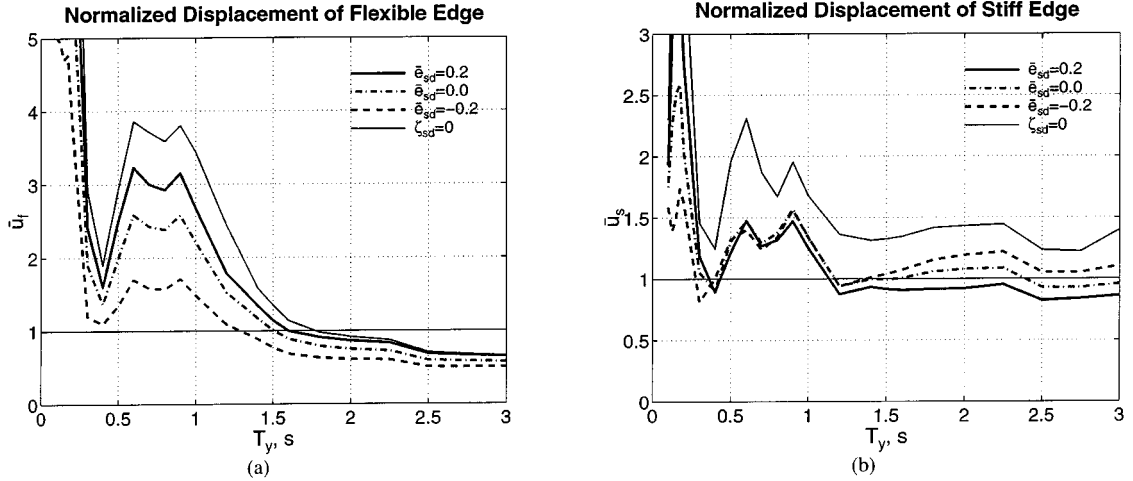 Normalized Displacement of Flexible Edge
5
4
3
2
1
0
0
0.5
1
1.5
2
2.5
3
ūf
T_y, s
ē_sd=0.2
ē_sd=0.0
ē_sd=−0.2
ζ_sd=0
(a)
Normalized Displacement of Stiff Edge
3
2.5
2
1.5
1
0.5
0
0
0.5
1
1.5
2
2.5
3
ū_s
T_y, s
ē_sd=0.2
ē_sd=0.0
ē_sd=−0.2
ζ_sd=0
(b)